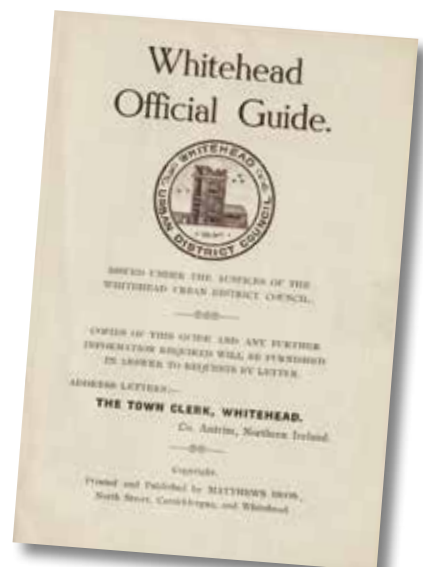 Whitehead
Official Guide.
WHITEHEAD
URBAN DISTRICT COUNCIL
ISSUED UNDER THE AUSPICES OF THE
WHITEHEAD URBAN DISTRICT COUNCIL.
COPIES OF THIS GUIDE AND ANY FURTHER
INFORMATION REQUIRED WILL BE FURNISHED
IN ANSWER TO REQUESTS BY LETTER.
ADDRESS LETTERS:—
THE TOWN CLERK, WHITEHEAD.
Co. Antrim, Northern Ireland.
Copyright.
Printed and Published by MATTHEWS BROS.,
North Street, Carrickfergus, and Whitehead